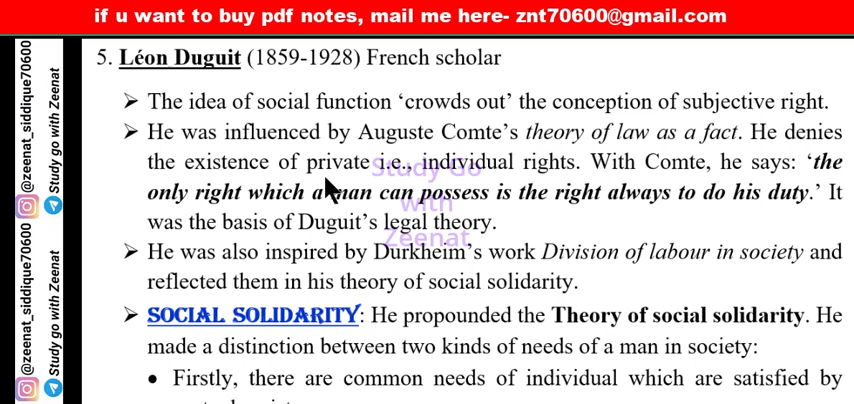 if u want to buy pdf notes, mail me here- znt70600@gmail.com
@zeenat_siddique70600
Study go with Zeenat
@zeenat_siddique70600
Study go with Zeenat
5. Léon Duguit (1859-1928) French scholar
➢ The idea of social function ‘crowds out’ the conception of subjective right.
➢ He was influenced by Auguste Comte’s theory of law as a fact. He denies
the existence of private i.e., individual rights. With Comte, he says: ‘the
only right which a man can possess is the right always to do his duty.’ It
was the basis of Duguit’s legal theory.
➢ He was also inspired by Durkheim’s work Division of labour in society and
reflected them in his theory of social solidarity.
➢ SOCIAL SOLIDARITY: He propounded the Theory of social solidarity. He
made a distinction between two kinds of needs of a man in society:
• Firstly, there are common needs of individual which are satisfied by
Study Go
with
Zeenat